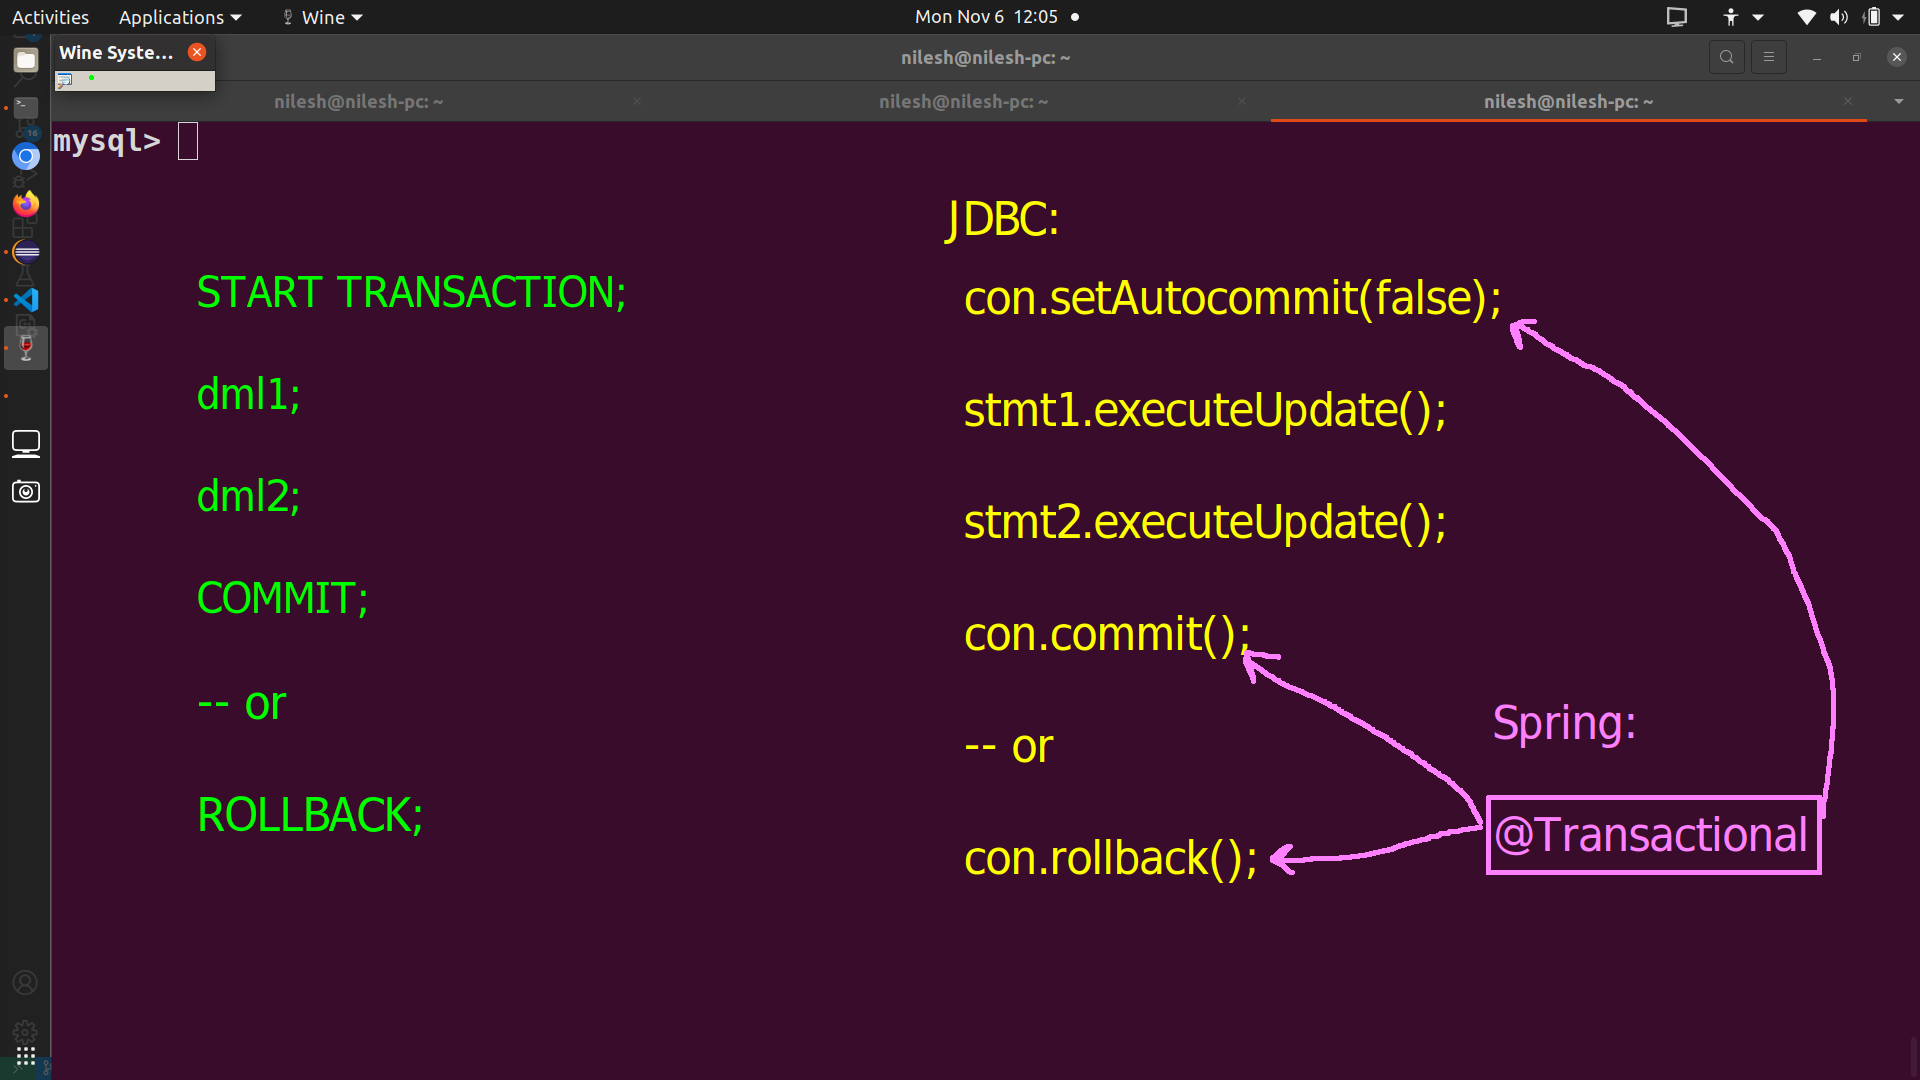 Activities Applications Wine Mon Nov 6 12:05
Wine Syste...
nilesh@nilesh-pc: ~
nilesh@nilesh-pc: ~ nilesh@nilesh-pc: ~ nilesh@nilesh-pc: ~
16
mysql>
START TRANSACTION;
dml1;
dml2;
COMMIT;
-- or
ROLLBACK;
JDBC:
con.setAutocommit(false);
stmt1.executeUpdate();
stmt2.executeUpdate();
con.commit();
-- or
con.rollback();
Spring:
@Transactional